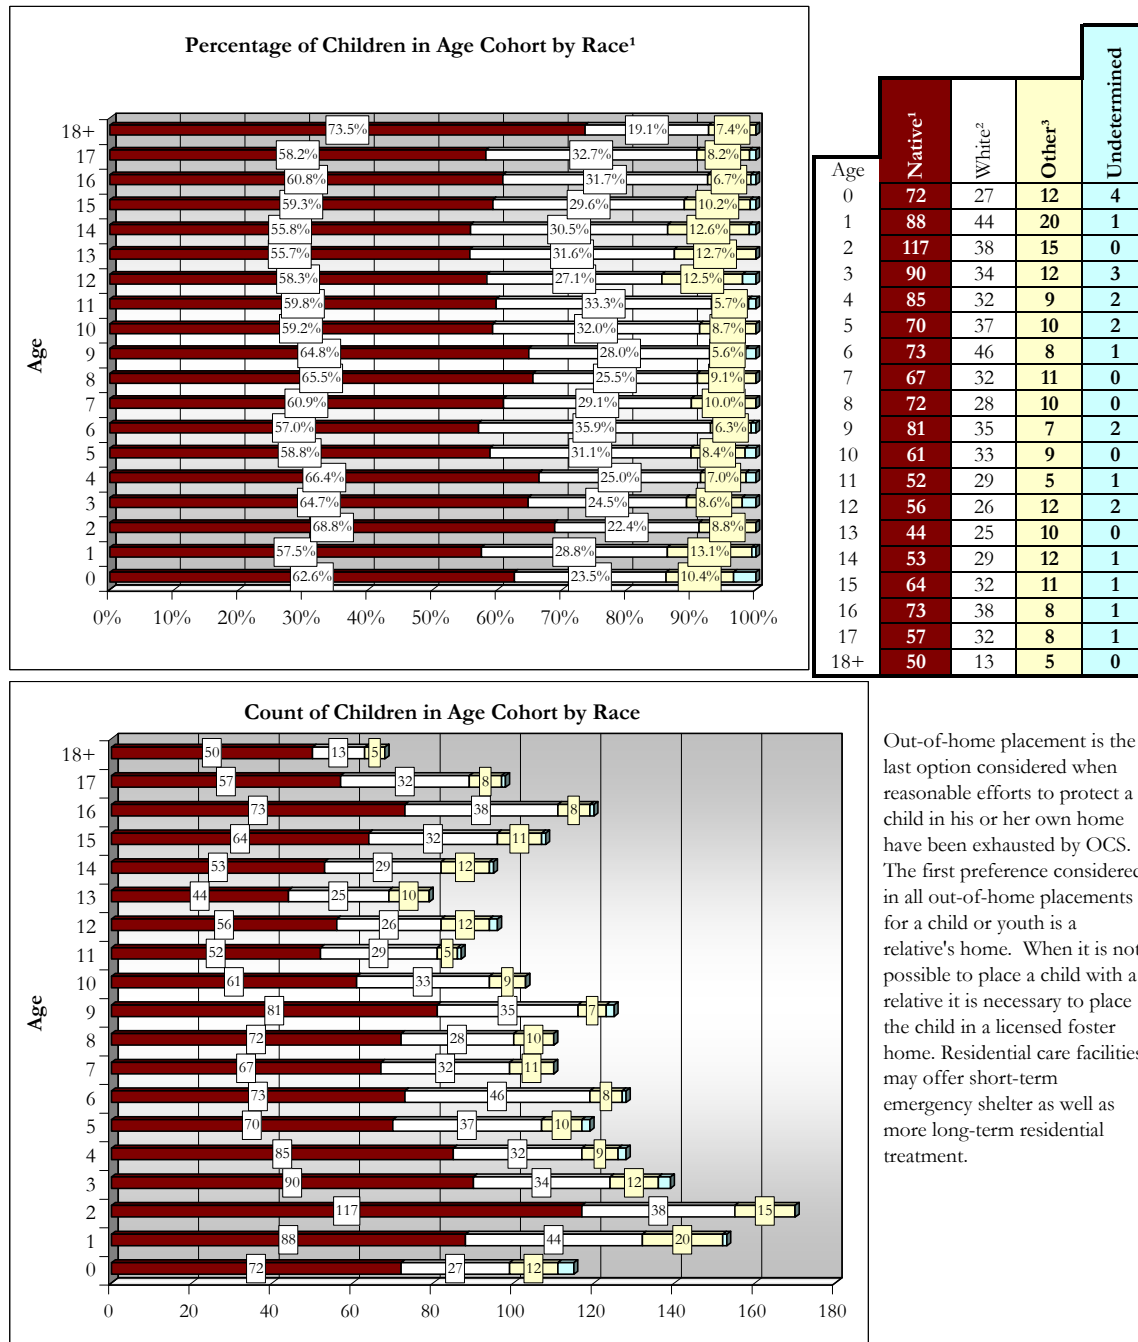 Percentage of Children in Age Cohort by Race¹
Age
18+ 73.5% 19.1% 7.4%
17 58.2% 32.7% 8.2%
16 60.8% 31.7% 6.7%
15 59.3% 29.6% 10.2%
14 55.8% 30.5% 12.6%
13 55.7% 31.6% 12.7%
12 58.3% 27.1% 12.5%
11 59.8% 33.3% 5.7%
10 59.2% 32.0% 8.7%
9 64.8% 28.0% 5.6%
8 65.5% 25.5% 9.1%
7 60.9% 29.1% 10.0%
6 57.0% 35.9% 6.3%
5 58.8% 31.1% 8.4%
4 66.4% 25.0% 7.0%
3 64.7% 24.5% 8.6%
2 68.8% 22.4% 8.8%
1 57.5% 28.8% 13.1%
0 62.6% 23.5% 10.4%
0% 10% 20% 30% 40% 50% 60% 70% 80% 90% 100%
Age Native¹ White² Other³ Undetermined
0 72 27 12 4
1 88 44 20 1
2 117 38 15 0
3 90 34 12 3
4 85 32 9 2
5 70 37 10 2
6 73 46 8 1
7 67 32 11 0
8 72 28 10 0
9 81 35 7 2
10 61 33 9 0
11 52 29 5 1
12 56 26 12 2
13 44 25 10 0
14 53 29 12 1
15 64 32 11 1
16 73 38 8 1
17 57 32 8 1
18+ 50 13 5 0
Count of Children in Age Cohort by Race
Age
18+ 50 13 5
17 57 32 8
16 73 38 8
15 64 32 11
14 53 29 12
13 44 25 10
12 56 26 12
11 52 29 5
10 61 33 9
9 81 35 7
8 72 28 10
7 67 32 11
6 73 46 8
5 70 37 10
4 85 32 9
3 90 34 12
2 117 38 15
1 88 44 20
0 72 27 12
0 20 40 60 80 100 120 140 160 180
Out-of-home placement is the
last option considered when
reasonable efforts to protect a
child in his or her own home
have been exhausted by OCS.
The first preference considered
in all out-of-home placements
for a child or youth is a
relative's home. When it is not
possible to place a child with a
relative it is necessary to place
the child in a licensed foster
home. Residential care facilities
may offer short-term
emergency shelter as well as
more long-term residential
treatment.